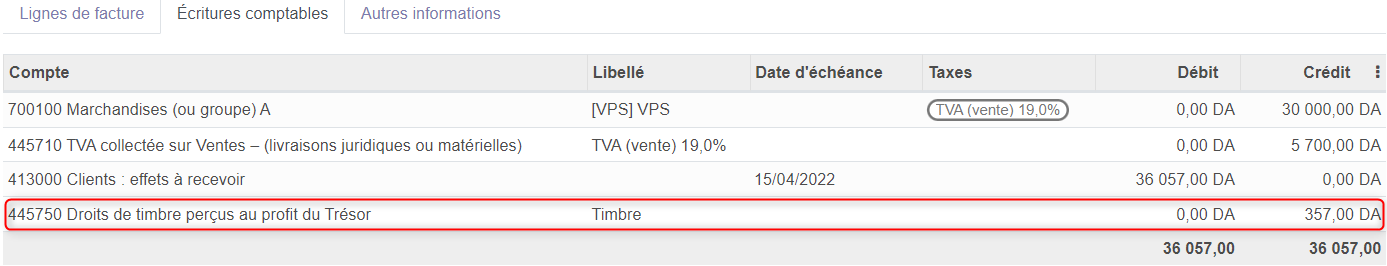 Lignes de facture Écritures comptables Autres informations
Compte Libellé Date d'échéance Taxes Débit Crédit
700100 Marchandises (ou groupe) A [VPS] VPS TVA (vente) 19,0% 0,00 DA 30 000,00 DA
445710 TVA collectée sur Ventes – (livraisons juridiques ou matérielles) TVA (vente) 19,0% 0,00 DA 5 700,00 DA
413000 Clients : effets à recevoir 15/04/2022 36 057,00 DA 0,00 DA
445750 Droits de timbre perçus au profit du Trésor Timbre 0,00 DA 357,00 DA
36 057,00 36 057,00